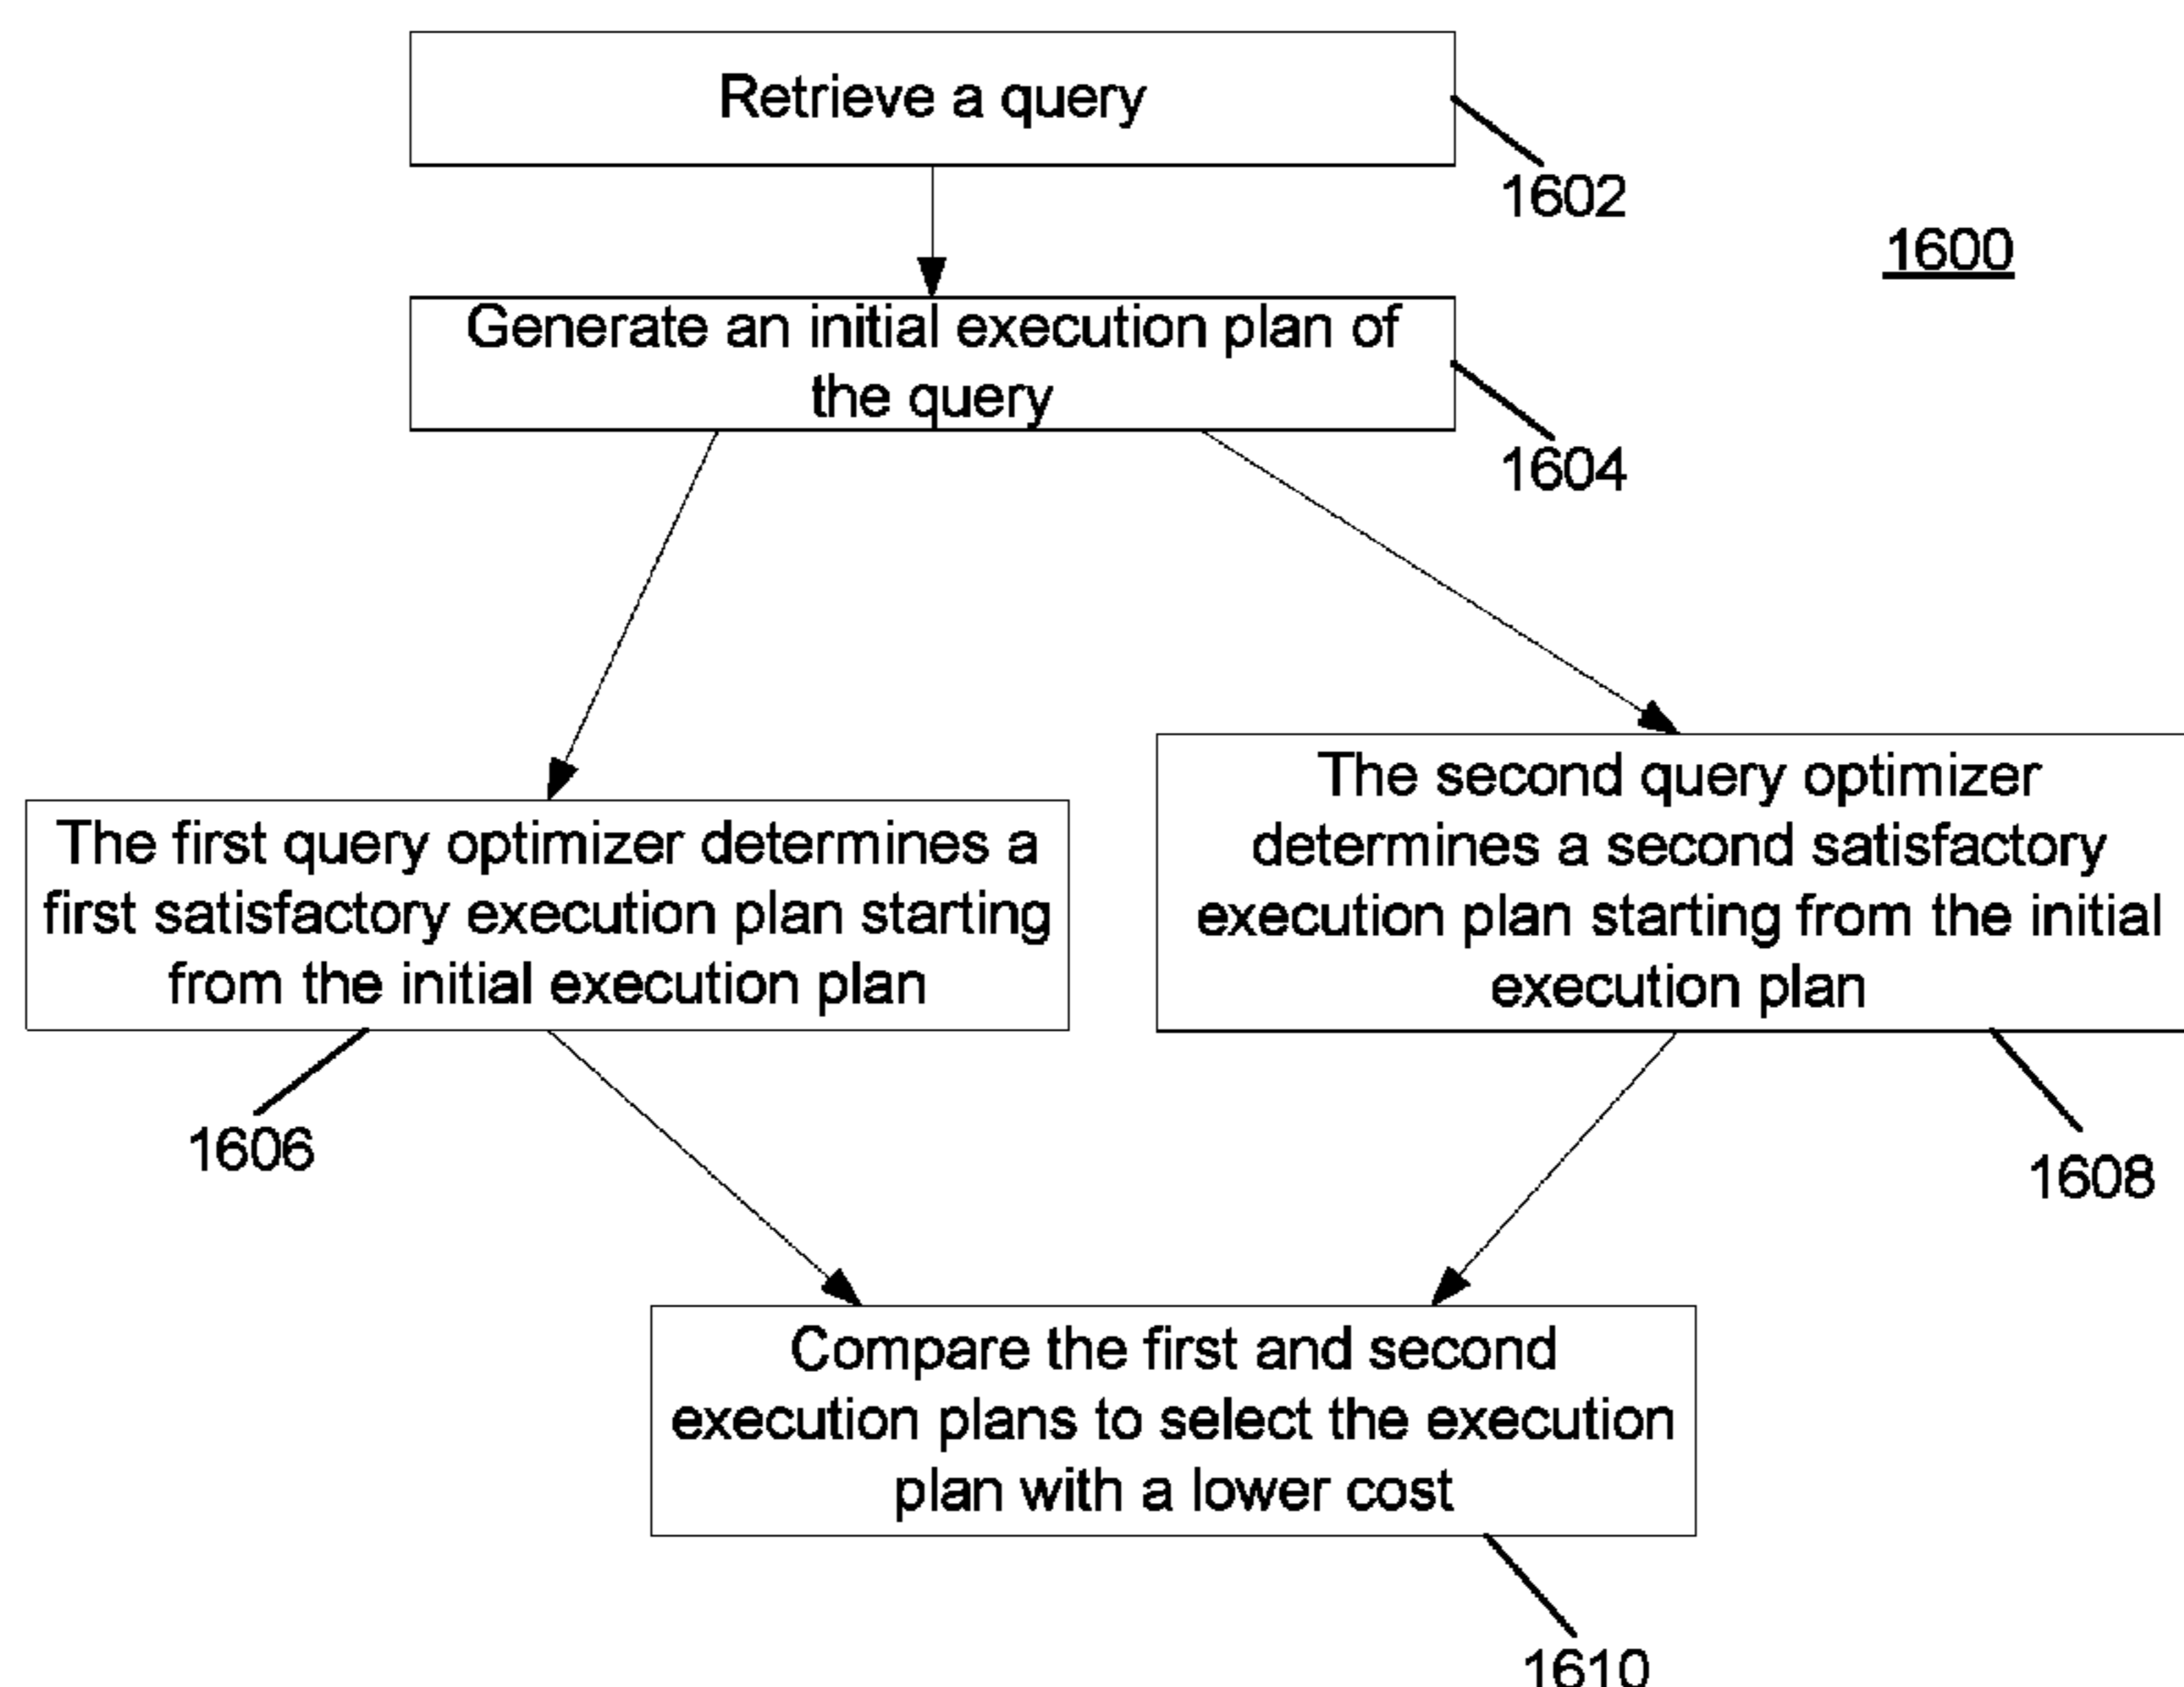 Retrieve a query
1602
1600
Generate an initial execution plan of
the query
1604
The first query optimizer determines a
first satisfactory execution plan starting
from the initial execution plan
1606
The second query optimizer
determines a second satisfactory
execution plan starting from the initial
execution plan
1608
Compare the first and second
execution plans to select the execution
plan with a lower cost
1610